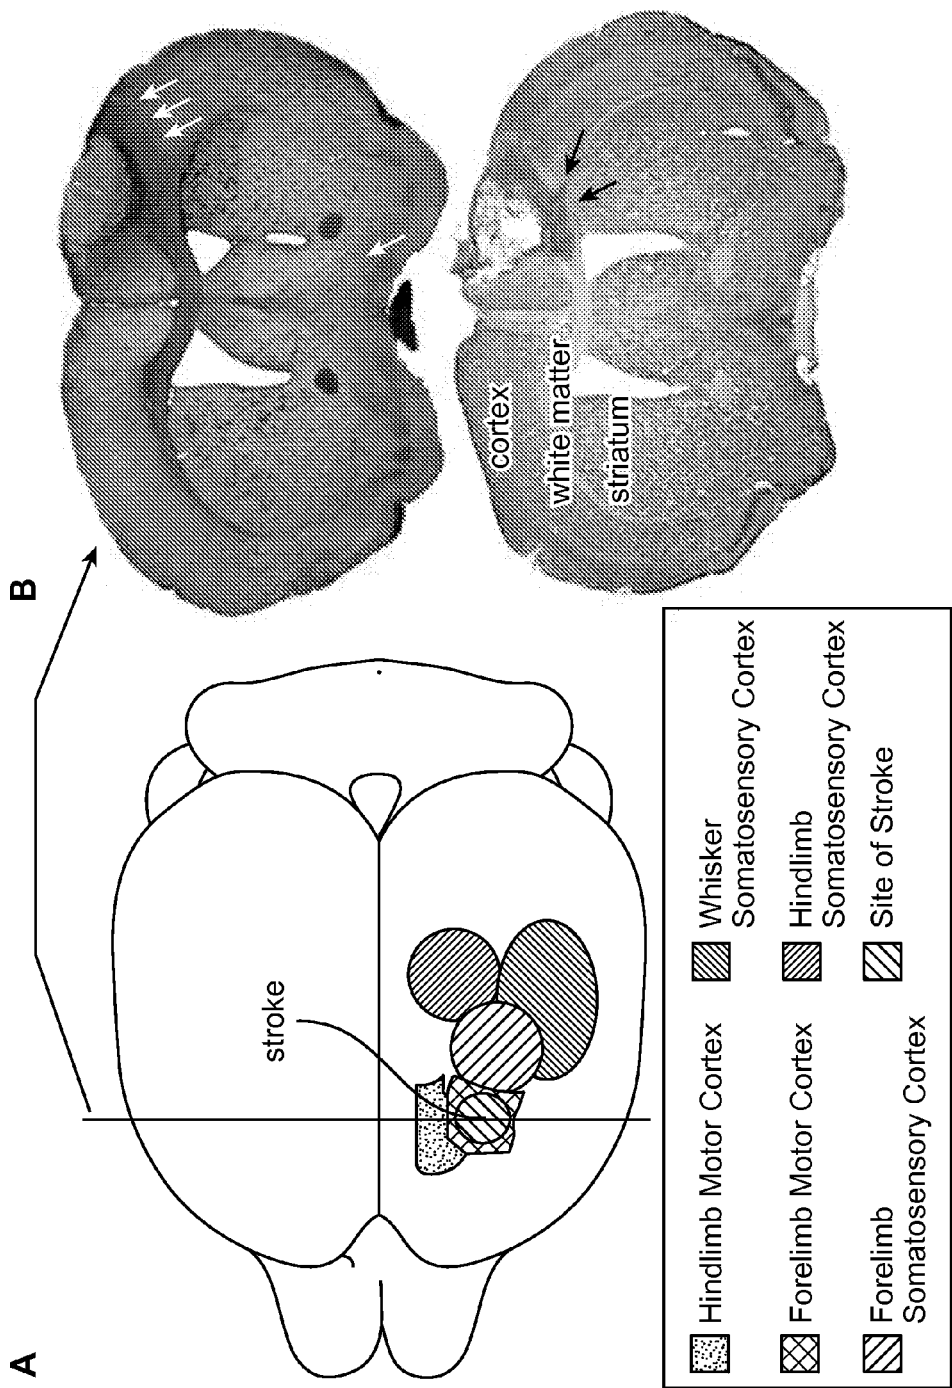 A
B
stroke
cortex
white matter
striatum
Hindlimb Motor Cortex
Forelimb Motor Cortex
Forelimb
Somatosensory Cortex
Whisker
Somatosensory Cortex
Hindlimb
Somatosensory Cortex
Site of Stroke